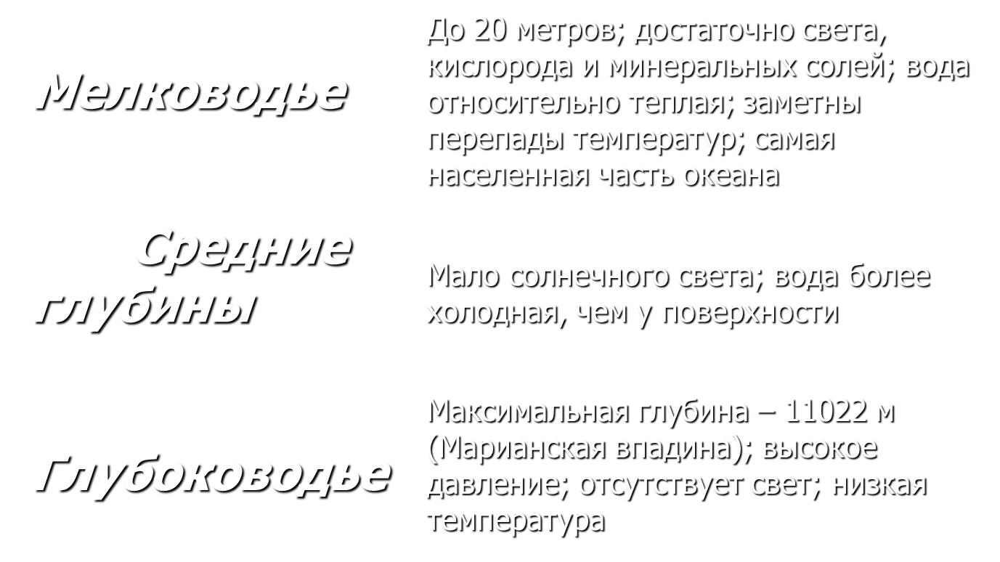 Мелководье
До 20 метров; достаточно света,
кислорода и минеральных солей; вода
относительно теплая; заметны
перепады температур; самая
населенная часть океана
Средние
глубины
Мало солнечного света; вода более
холодная, чем у поверхности
Глубоководье
Максимальная глубина – 11022 м
(Марианская впадина); высокое
давление; отсутствует свет; низкая
температура